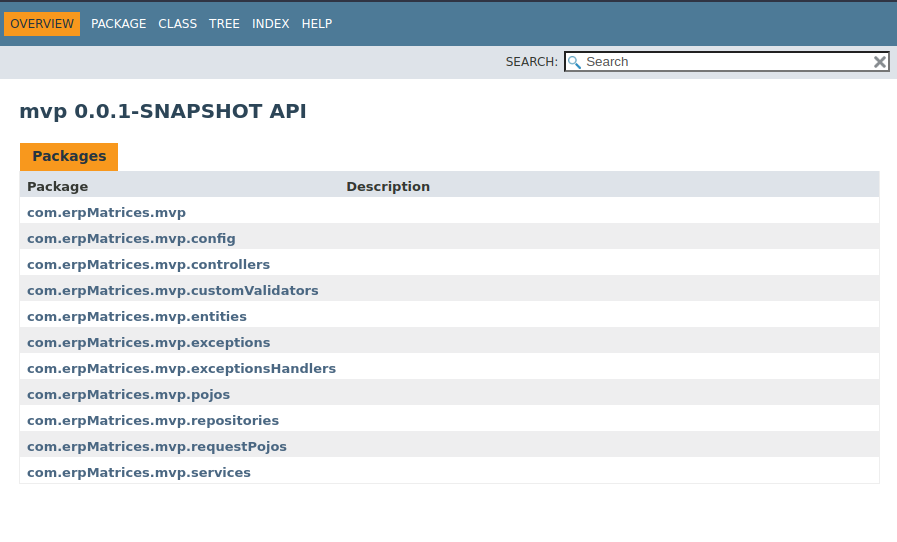 OVERVIEW PACKAGE CLASS TREE INDEX HELP
SEARCH: Search
mvp 0.0.1-SNAPSHOT API
Packages
Package Description
com.erpMatrices.mvp
com.erpMatrices.mvp.config
com.erpMatrices.mvp.controllers
com.erpMatrices.mvp.customValidators
com.erpMatrices.mvp.entities
com.erpMatrices.mvp.exceptions
com.erpMatrices.mvp.exceptionsHandlers
com.erpMatrices.mvp.pojos
com.erpMatrices.mvp.repositories
com.erpMatrices.mvp.requestPojos
com.erpMatrices.mvp.services